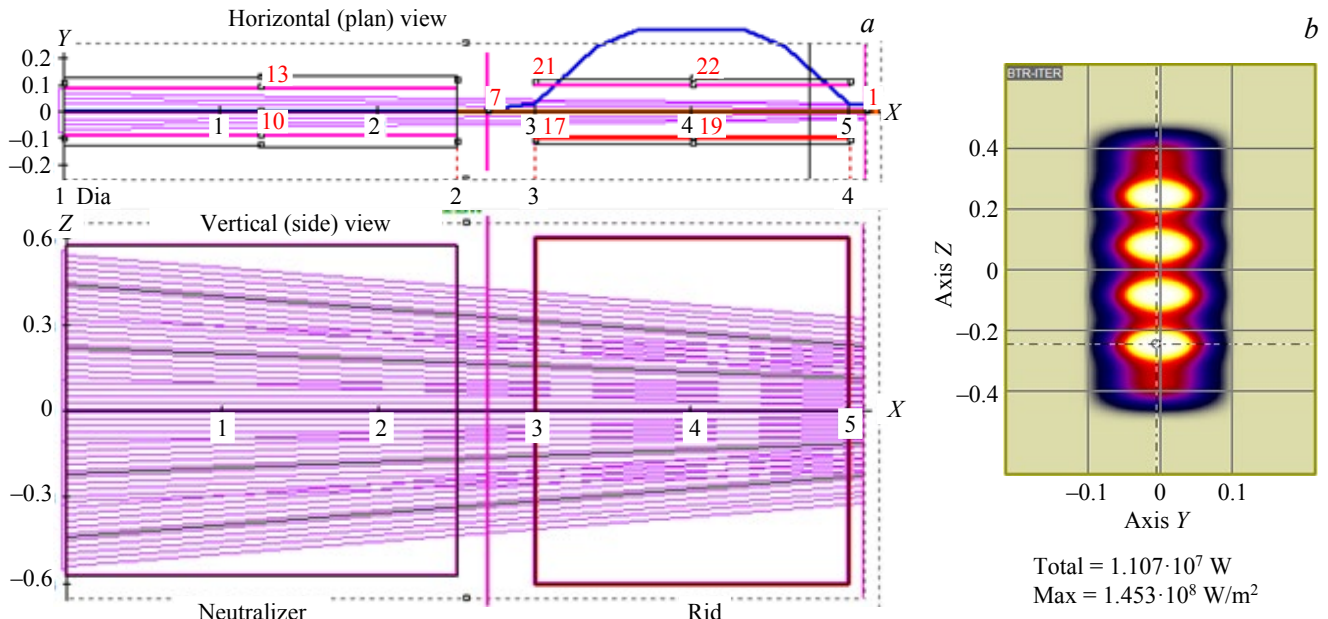 Horizontal (plan) view
a
Y
0.2
0.1
0
–0.1
–0.2
13
10
7
21
22
17
19
1
1
2
3
4
5
X
1 Dia
2
3
4
Z
Vertical (side) view
0.6
0.3
0
–0.3
–0.6
1
2
3
4
5
X
Neutralizer
Rid
b
BTR-ITER
Axis Z
0.4
0.2
0
–0.2
–0.4
–0.1
0
0.1
Axis Y
Total = 1.107·10⁷ W
Max = 1.453·10⁸ W/m²